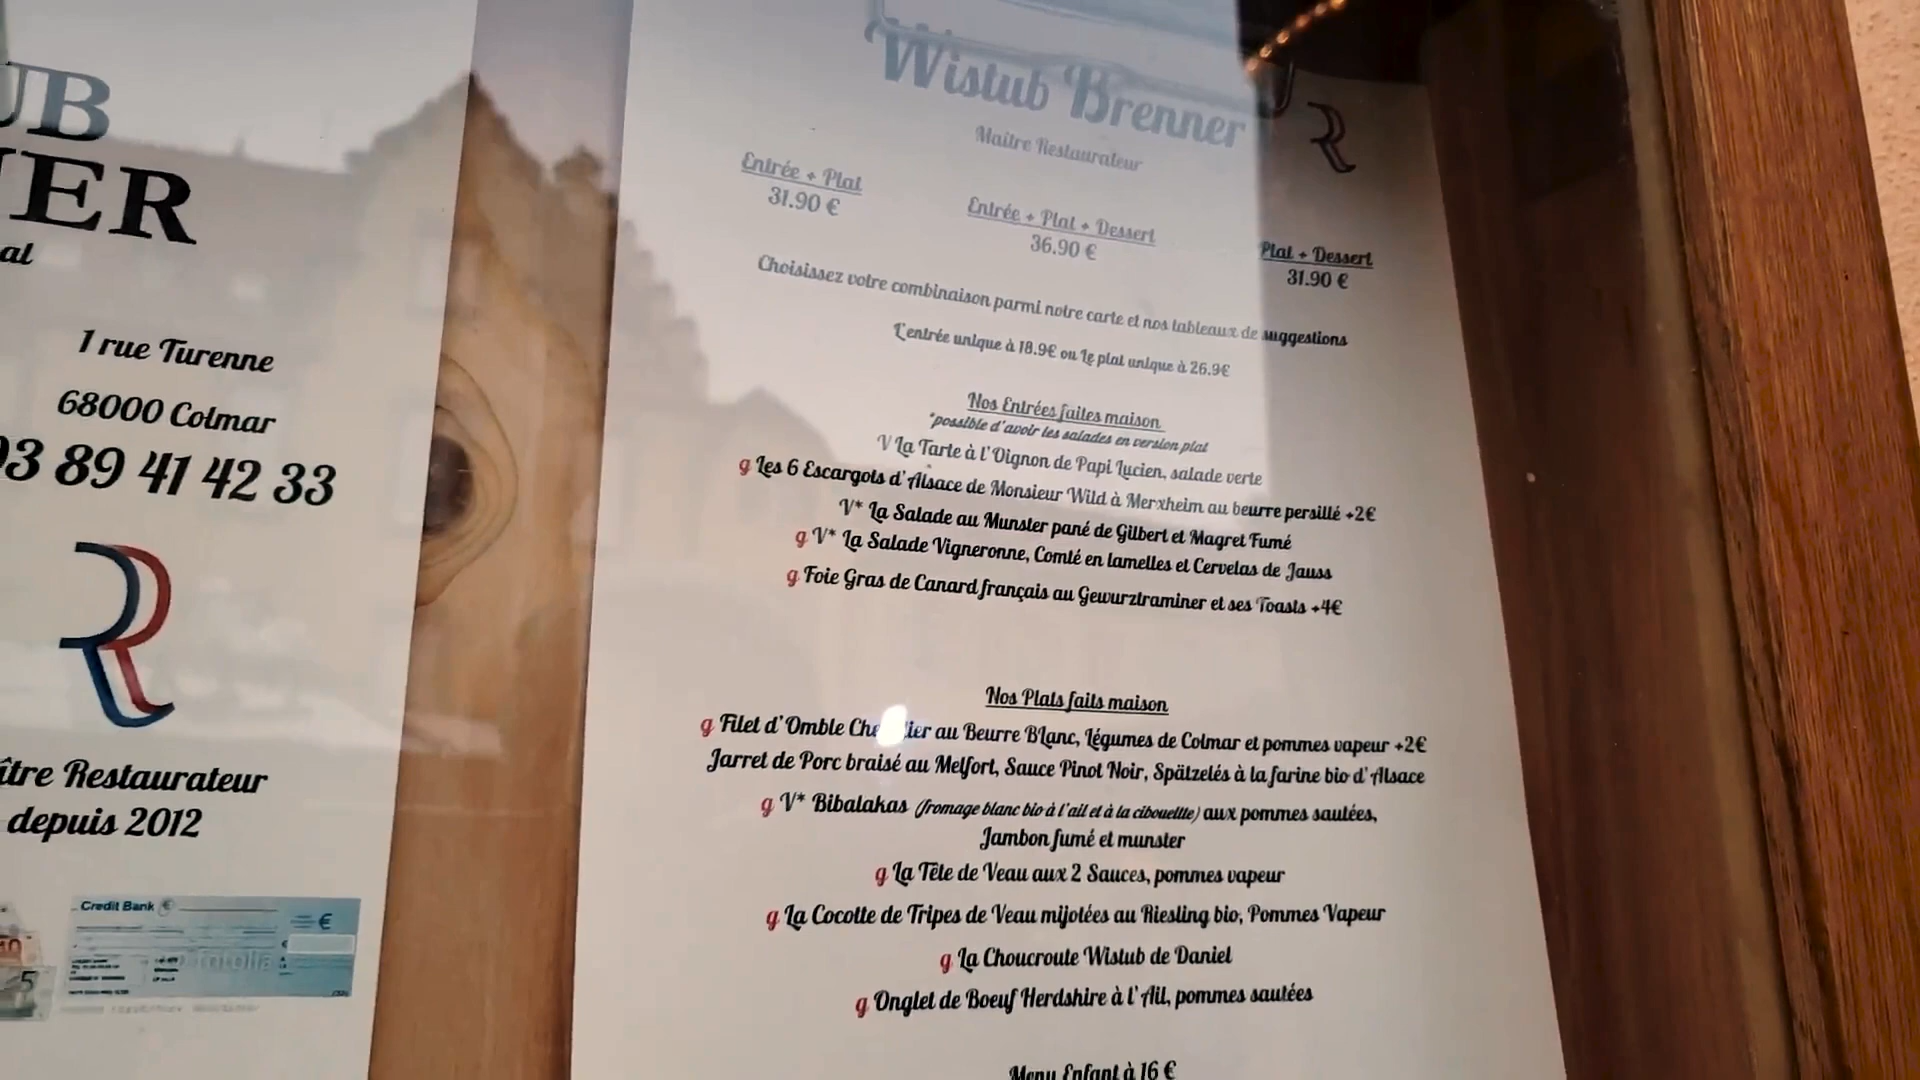 UB
ER
al
1 rue Turenne
68000 Colmar
03 89 41 42 33
ître Restaurateur
depuis 2012
Credit Bank €
€
fotolia
10
5
Wistub Brenner
Maître Restaurateur
Entrée + Plat
31.90 €
Entrée + Plat + Dessert
36.90 €
Plat + Dessert
31.90 €
Choisissez votre combinaison parmi notre carte et nos tableaux de suggestions
L'entrée unique à 18.9€ ou Le plat unique à 26.9€
Nos Entrées faites maison
*possible d'avoir les salades en version plat
V La Tarte à l'Oignon de Papi Lucien, salade verte
g Les 6 Escargots d'Alsace de Monsieur Wild à Merxheim au beurre persillé +2€
V* La Salade au Munster pané de Gilbert et Magret Fumé
g V* La Salade Vigneronne, Comté en lamelles et Cervelas de Jauss
g Foie Gras de Canard français au Gewurztraminer et ses Toasts +4€
Nos Plats faits maison
g Filet d'Omble au Beurre BLanc, Légumes de Colmar et pommes vapeur +2€
Jarret de Porc braisé au Melfort, Sauce Pinot Noir, Spätzelés à la farine bio d'Alsace
g V* Bibalakas (fromage blanc bio à l'ail et à la ciboulette) aux pommes sautées,
Jambon fumé et munster
g La Tête de Veau aux 2 Sauces, pommes vapeur
g La Cocotte de Tripes de Veau mijotées au Riesling bio, Pommes Vapeur
g La Choucroute Wistub de Daniel
g Onglet de Boeuf Herdshire à l'Ail, pommes sautées
Menu Enfant à 16 €